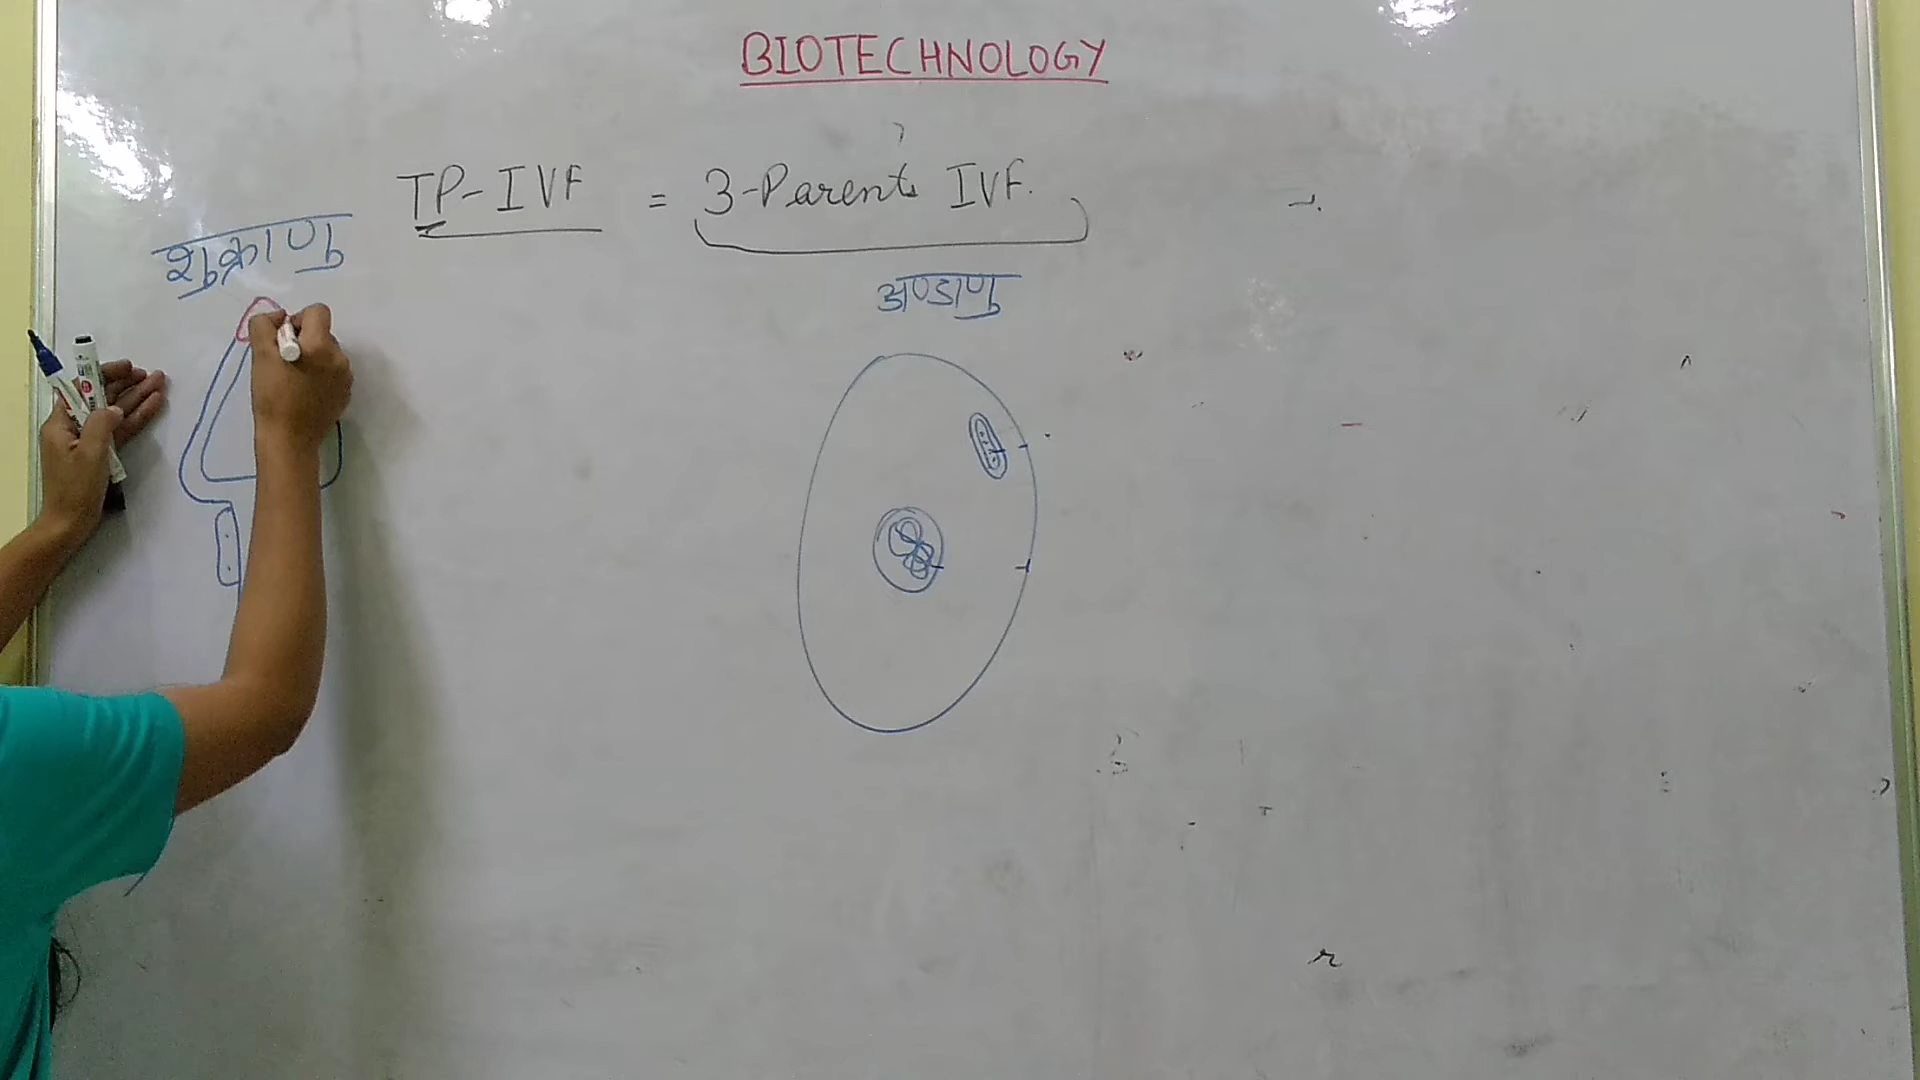 BIOTECHNOLOGY
TP-IVF = 3-Parents IVF.
शुक्राणु
अण्डाणु